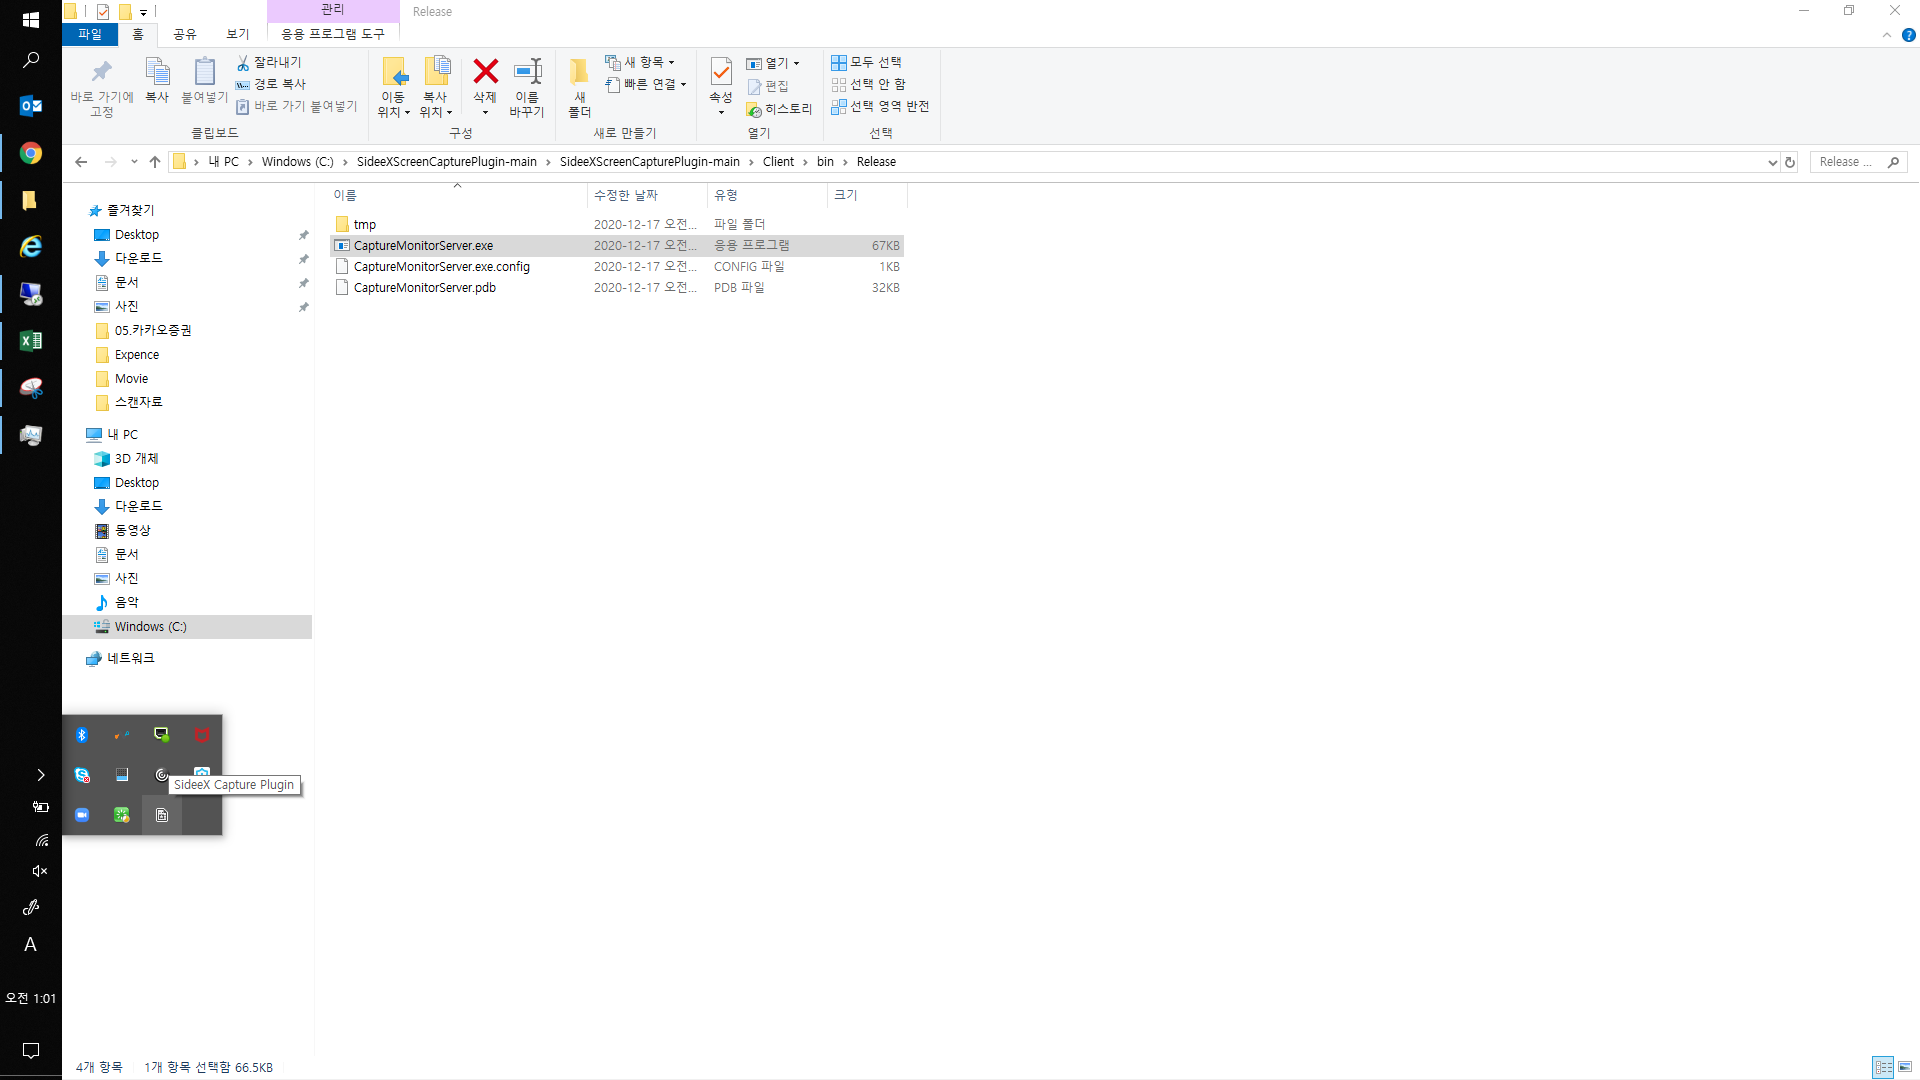 관리
Release
파일
홈
공유
보기
응용 프로그램 도구
바로 가기에
고정
복사
붙여넣기
잘라내기
경로 복사
바로 가기 붙여넣기
클립보드
이동
위치
복사
위치
삭제
이름
바꾸기
구성
새
폴더
새 항목
빠른 연결
새로 만들기
속성
열기
편집
히스토리
열기
모두 선택
선택 안 함
선택 영역 반전
선택
내 PC > Windows (C:) > SideeXScreenCapturePlugin-main > SideeXScreenCapturePlugin-main > Client > bin > Release
Release ...
이름 수정한 날짜 유형 크기
tmp 2020-12-17 오전... 파일 폴더
CaptureMonitorServer.exe 2020-12-17 오전... 응용 프로그램 67KB
CaptureMonitorServer.exe.config 2020-12-17 오전... CONFIG 파일 1KB
CaptureMonitorServer.pdb 2020-12-17 오전... PDB 파일 32KB
즐겨찾기
Desktop
다운로드
문서
사진
05.카카오증권
Expence
Movie
스캔자료
내 PC
3D 개체
Desktop
다운로드
동영상
문서
사진
음악
Windows (C:)
네트워크
SideeX Capture Plugin
A
오전 1:01
4개 항목
1개 항목 선택함 66.5KB